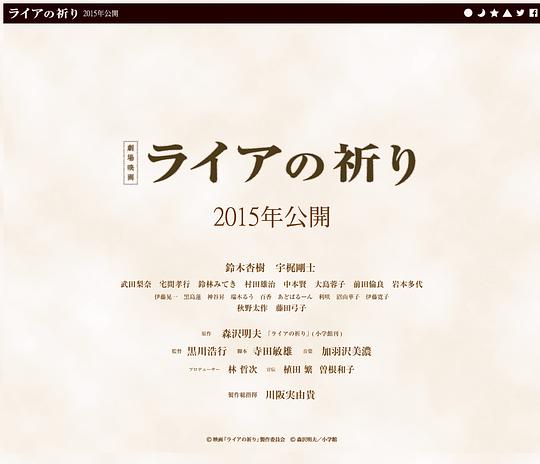 ライアの祈り 2015年公開
劇場映画 ライアの祈り
2015年公開
鈴木杏樹 宇梶剛士
武田梨奈 宅間孝行 鈴林みてき 村田雄治 中本賢 大島蓉子 前田倫良 岩本多代
伊藤晃一 黒島蓮 神谷昇 瑞木るう 百香 あどばるーん 利咲 沼山華子 伊藤寛子
秋野太作 藤田弓子
原作 森沢明夫 『ライアの祈り』(小学館刊)
監督 黒川浩行 脚本 寺田敏雄 音楽 加羽沢美濃
プロデューサー 林 哲次 宣伝 植田 繁 曽根和子
製作総指揮 川阪実由貴
© 映画『ライアの祈り』製作委員会 © 森沢明夫/小学館